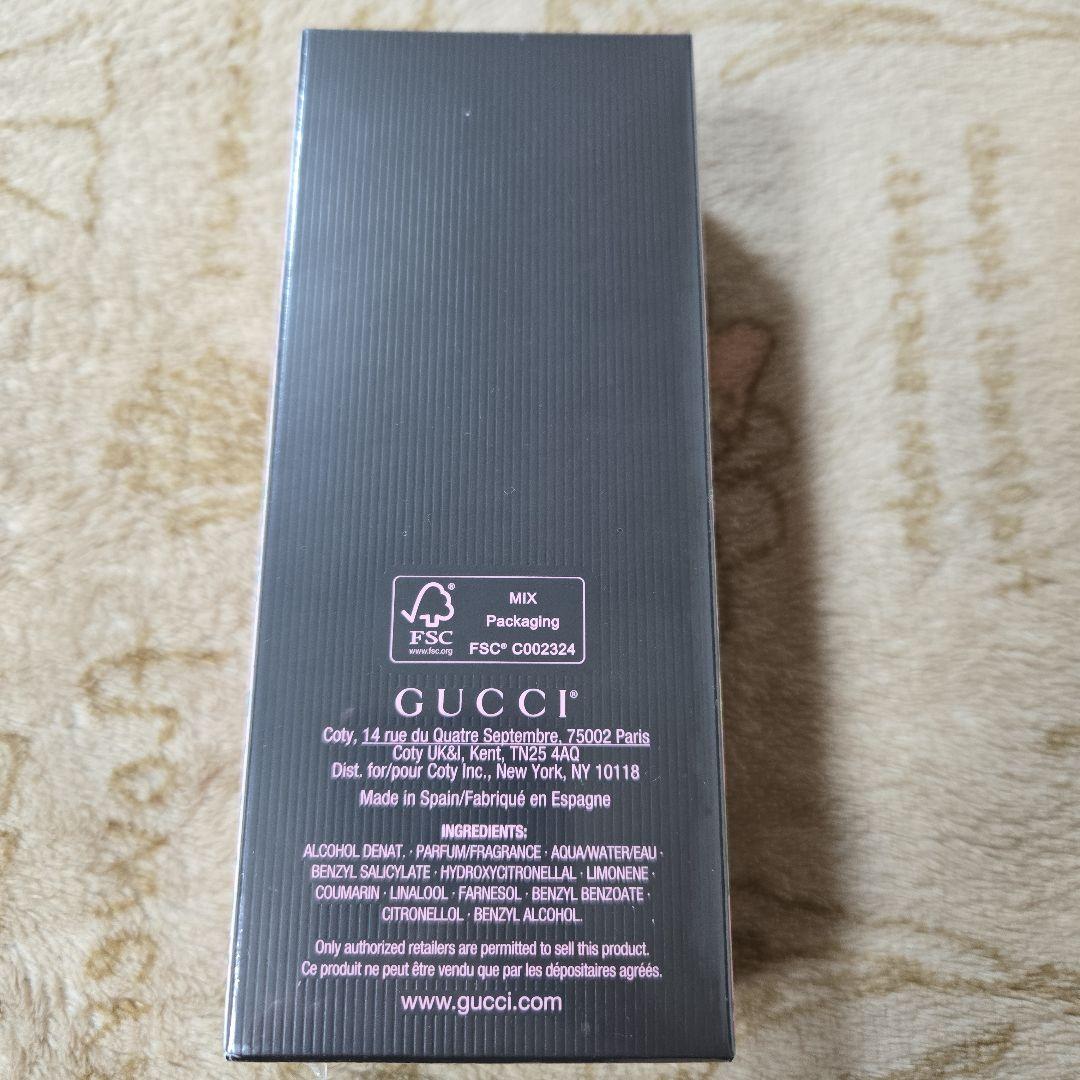 MIX
Packaging
FSC® C002324
®
FSC
www.fsc.org
GUCCI®
Coty, 14 rue du Quatre Septembre, 75002 Paris
Coty UK&I, Kent, TN25 4AQ
Dist. for/pour Coty Inc., New York, NY 10118
Made in Spain/Fabriqué en Espagne
INGREDIENTS:
ALCOHOL DENAT. · PARFUM/FRAGRANCE · AQUA/WATER/EAU ·
BENZYL SALICYLATE · HYDROXYCITRONELLAL · LIMONENE ·
COUMARIN · LINALOOL · FARNESOL · BENZYL BENZOATE ·
CITRONELLOL · BENZYL ALCOHOL.
Only authorized retailers are permitted to sell this product.
Ce produit ne peut être vendu que par les dépositaires agréés.
www.gucci.com